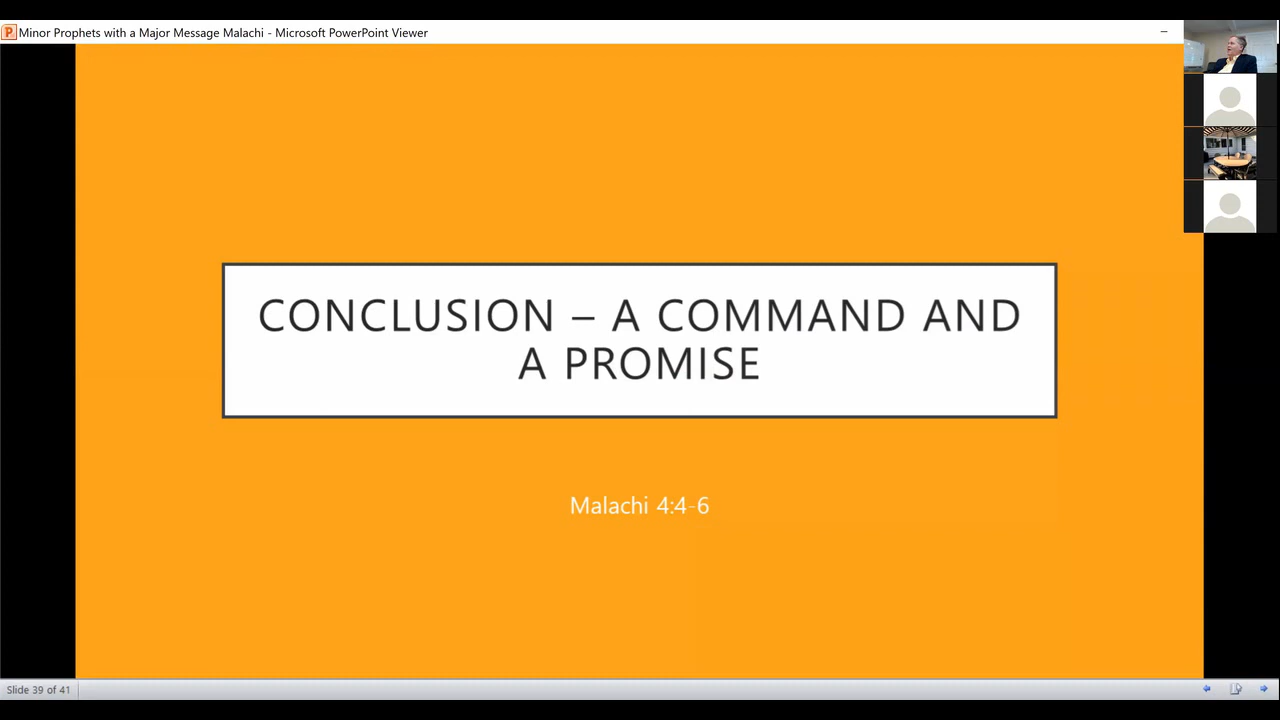 Minor Prophets with a Major Message Malachi - Microsoft PowerPoint Viewer
CONCLUSION – A COMMAND AND
A PROMISE
Malachi 4:4-6
Slide 39 of 41